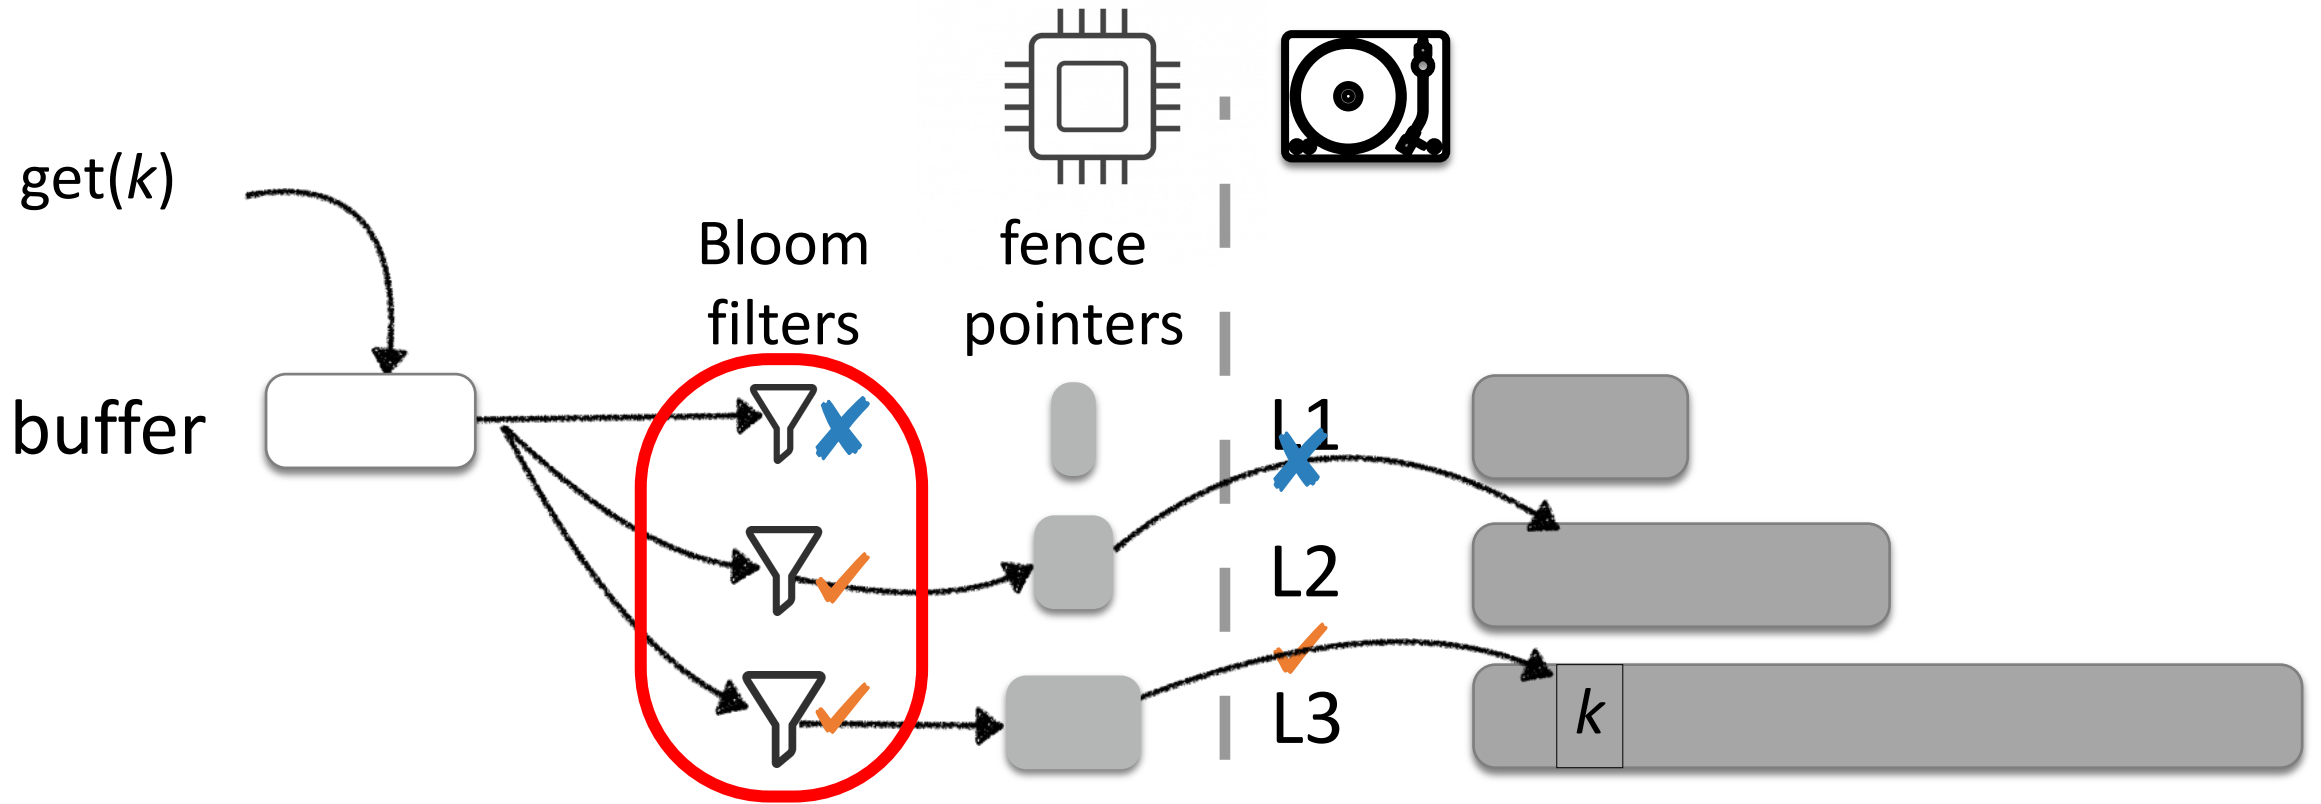 get(k)
Bloom
filters
fence
pointers
buffer
L1
L2
L3
k